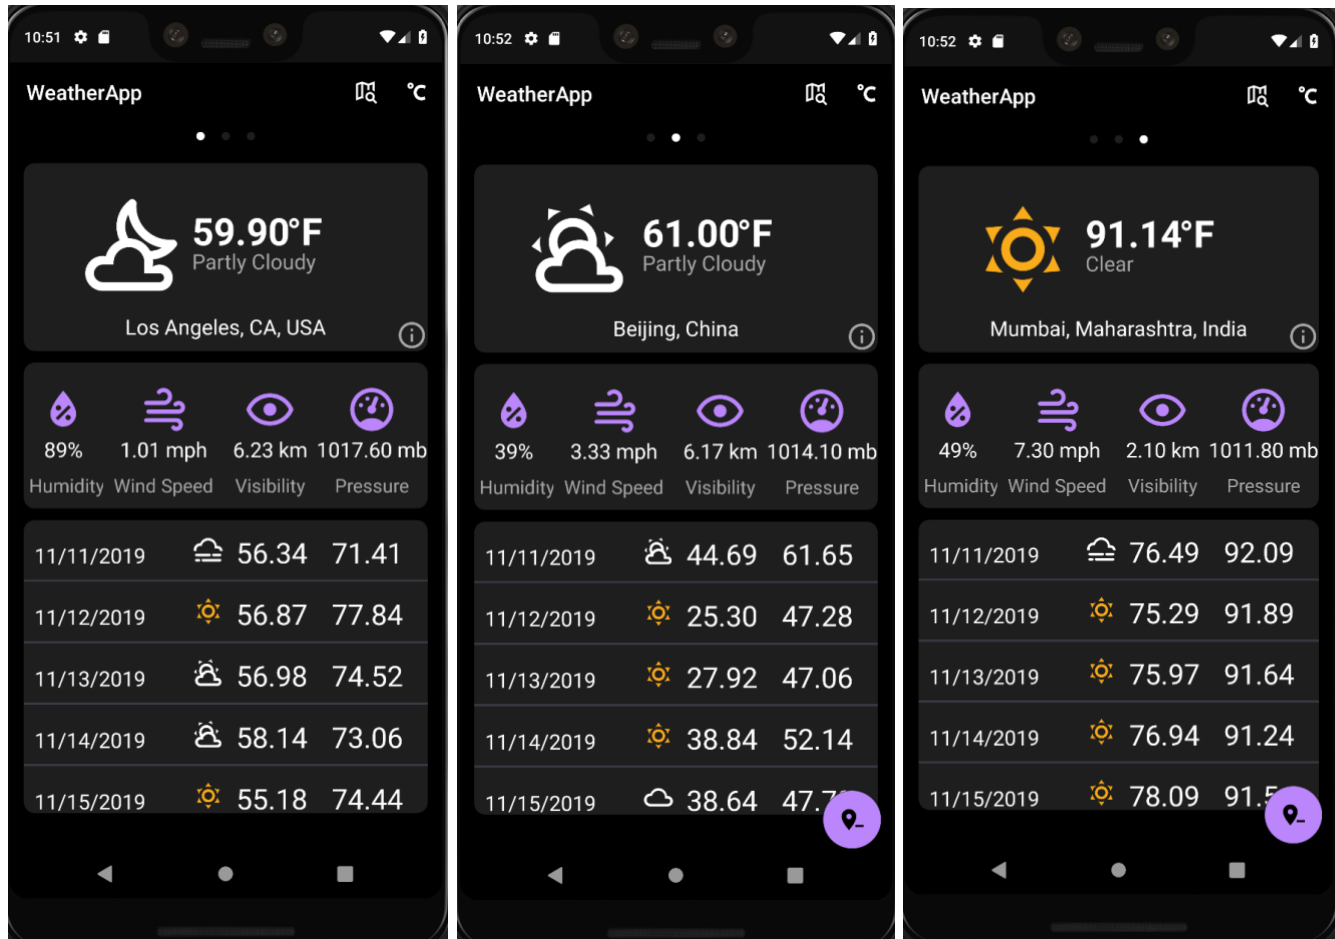 10:51
WeatherApp
°C
59.90°F
Partly Cloudy
Los Angeles, CA, USA
89% 1.01 mph 6.23 km 1017.60 mb
Humidity Wind Speed Visibility Pressure
11/11/2019 56.34 71.41
11/12/2019 56.87 77.84
11/13/2019 56.98 74.52
11/14/2019 58.14 73.06
11/15/2019 55.18 74.44
10:52
WeatherApp
°C
61.00°F
Partly Cloudy
Beijing, China
39% 3.33 mph 6.17 km 1014.10 mb
Humidity Wind Speed Visibility Pressure
11/11/2019 44.69 61.65
11/12/2019 25.30 47.28
11/13/2019 27.92 47.06
11/14/2019 38.84 52.14
11/15/2019 38.64
10:52
WeatherApp
°C
91.14°F
Clear
Mumbai, Maharashtra, India
49% 7.30 mph 2.10 km 1011.80 mb
Humidity Wind Speed Visibility Pressure
11/11/2019 76.49 92.09
11/12/2019 75.29 91.89
11/13/2019 75.97 91.64
11/14/2019 76.94 91.24
11/15/2019 78.09